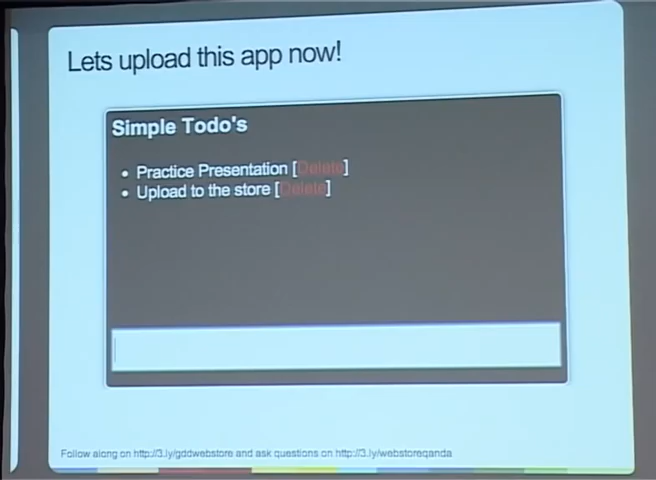 Lets upload this app now!
Simple Todo's
Practice Presentation [Delete]
Upload to the store [Delete]
Follow along on http://3.ly/gddwebstore and ask questions on http://3.ly/webstoreqanda